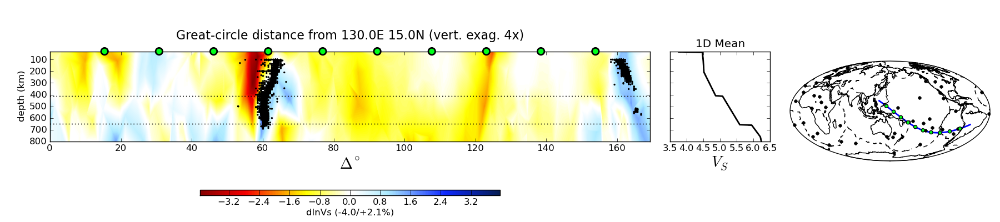 Great-circle distance from 130.0E 15.0N (vert. exag. 4x)
1D Mean
depth (km)
100
200
300
400
500
600
700
800
0 20 40 60 80 100 120 140 160
Δ°
3.5 4.0 4.5 5.0 5.5 6.0 6.5
V_S
−3.2 −2.4 −1.6 −0.8 0.0 0.8 1.6 2.4 3.2
dlnVs (-4.0/+2.1%)